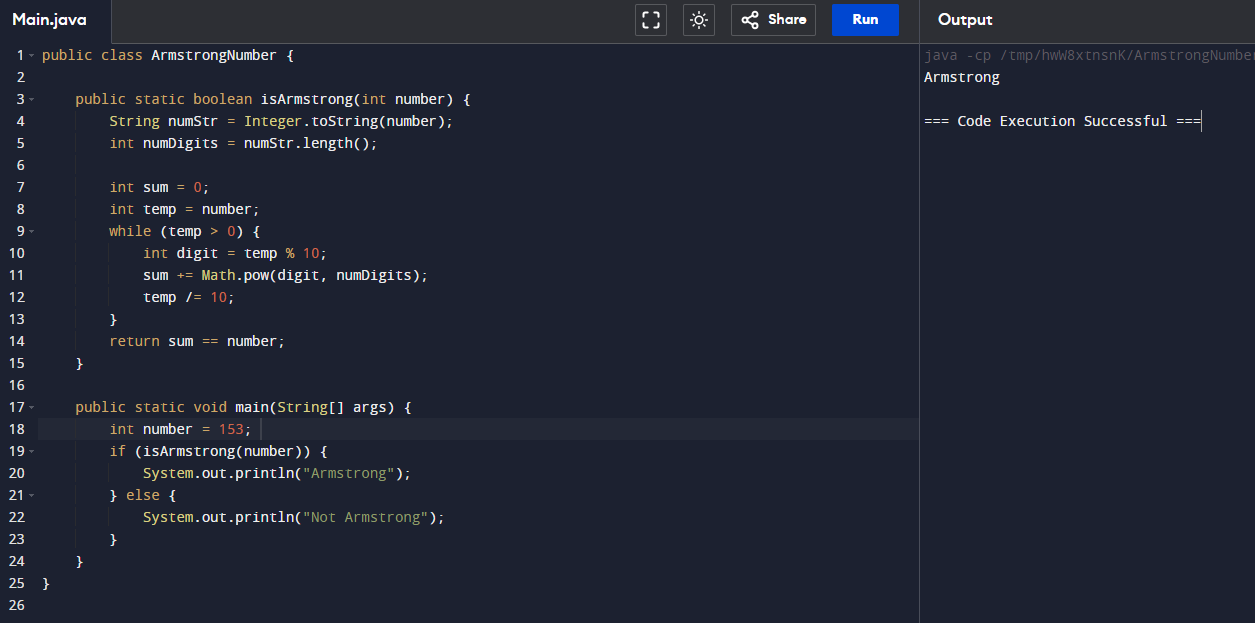 Main.java
Share
Run
Output
1 public class ArmstrongNumber {
2
3     public static boolean isArmstrong(int number) {
4         String numStr = Integer.toString(number);
5         int numDigits = numStr.length();
6
7         int sum = 0;
8         int temp = number;
9         while (temp > 0) {
10             int digit = temp % 10;
11             sum += Math.pow(digit, numDigits);
12             temp /= 10;
13         }
14         return sum == number;
15     }
16
17     public static void main(String[] args) {
18         int number = 153;
19         if (isArmstrong(number)) {
20             System.out.println("Armstrong");
21         } else {
22             System.out.println("Not Armstrong");
23         }
24     }
25 }
26
java -cp /tmp/hwW8xtnsnK/ArmstrongNumber
Armstrong
=== Code Execution Successful ===